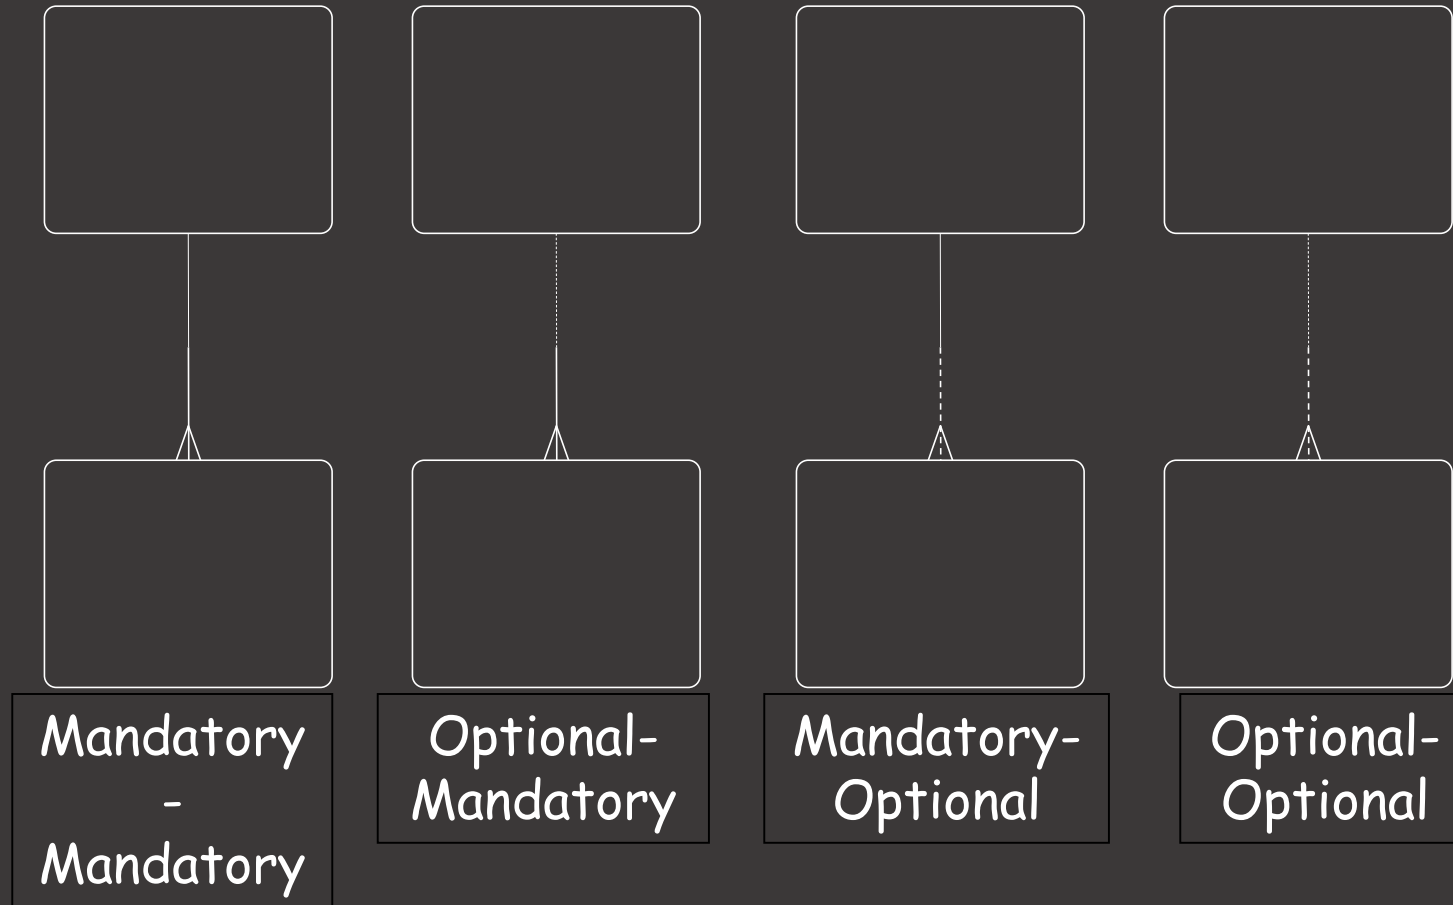 Mandatory
-
Mandatory
Optional-
Mandatory
Mandatory-
Optional
Optional-
Optional